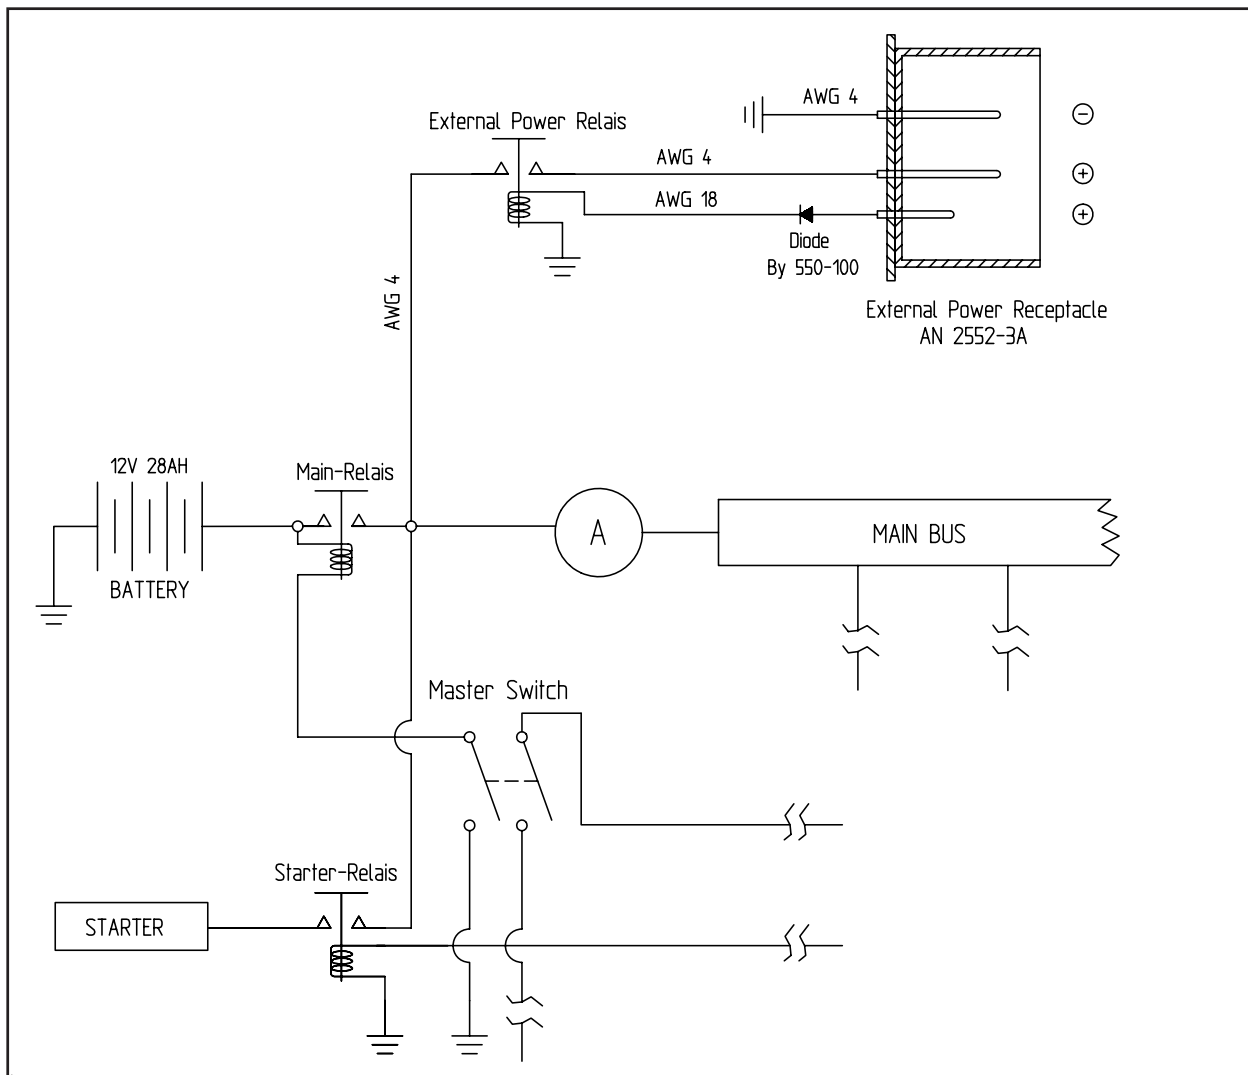 AWG 4
⊖
External Power Relais
AWG 4
⊕
AWG 18
⊕
Diode
By 550-100
AWG 4
External Power Receptacle
AN 2552-3A
12V 28AH
Main-Relais
A
MAIN BUS
BATTERY
Master Switch
Starter-Relais
STARTER